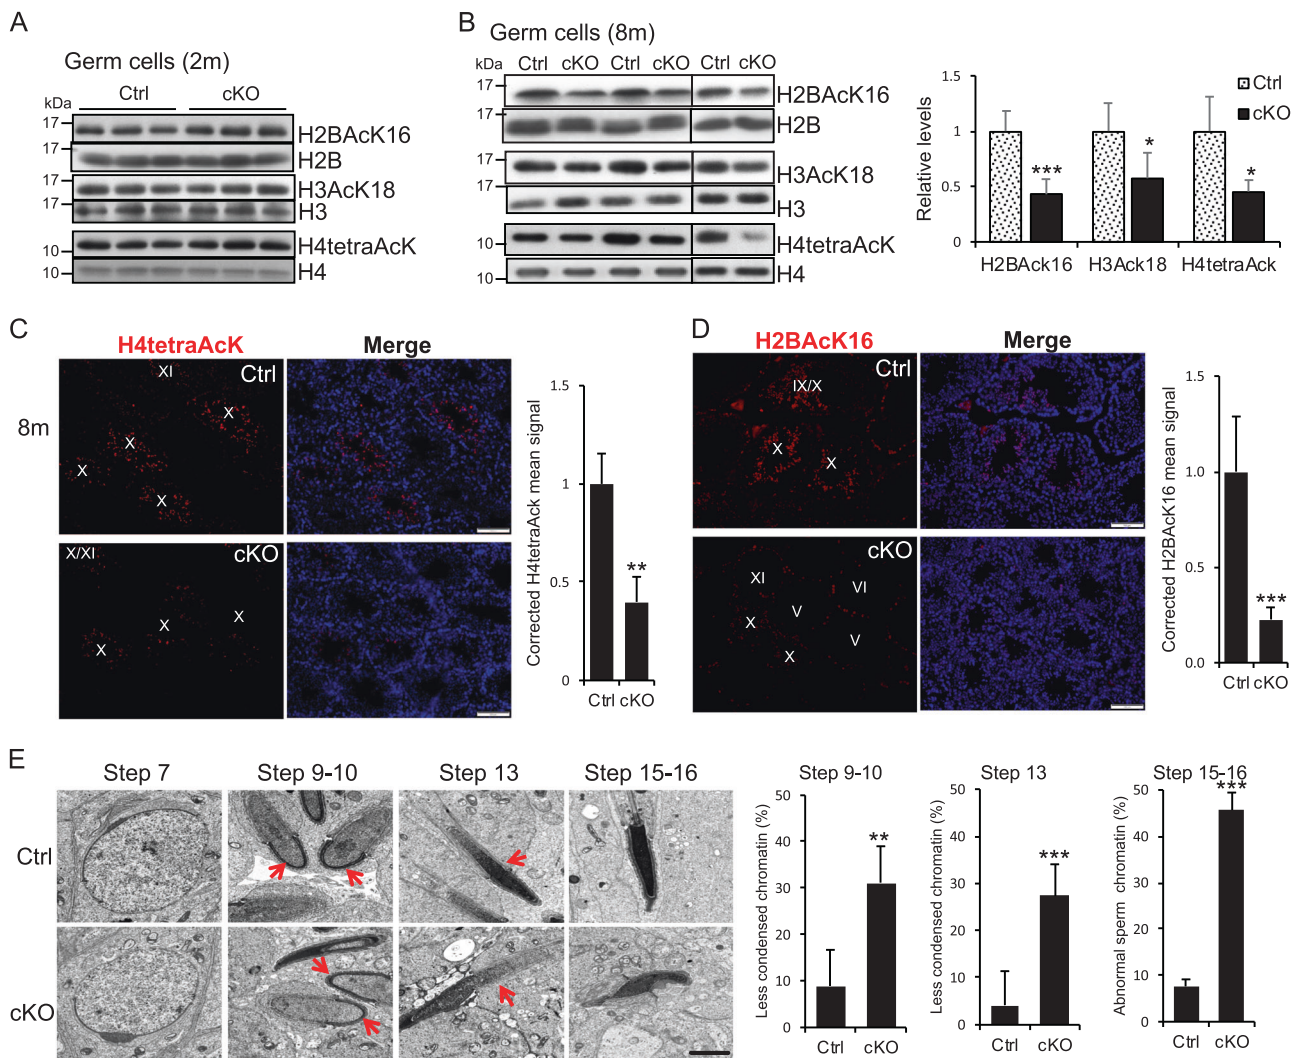 A
Germ cells (2m)
kDa
Ctrl cKO
17 H2BAcK16
17 H2B
17 H3AcK18
17 H3
10 H4tetraAcK
10 H4
B
Germ cells (8m)
kDa Ctrl cKO Ctrl cKO Ctrl cKO
17 H2BAcK16
17 H2B
17 H3AcK18
17 H3
10 H4tetraAcK
10 H4
Relative levels
1.5
1
0.5
0
Ctrl
cKO
***
*
*
H2BAck16 H3Ack18 H4tetraAck
C
H4tetraAcK Merge
8m
Ctrl
XI
X
X
X
X
cKO
X/XI
X
X
X
Corrected H4tetraAck mean signal
1.5
1
0.5
0
**
Ctrl cKO
D
H2BAcK16 Merge
Ctrl
IX/X
X
X
cKO
XI
VI
V
X
V
X
Corrected H2BAcK16 mean signal
1.5
1.0
0.5
0.0
***
Ctrl cKO
E
Step 7 Step 9-10 Step 13 Step 15-16
Ctrl
cKO
Step 9-10
Less condensed chromatin (%)
50
40
30
20
10
0
**
Ctrl cKO
Step 13
Less condensed chromatin (%)
50
40
30
20
10
0
***
Ctrl cKO
Step 15-16
Abnormal sperm chromatin (%)
50
40
30
20
10
0
***
Ctrl cKO